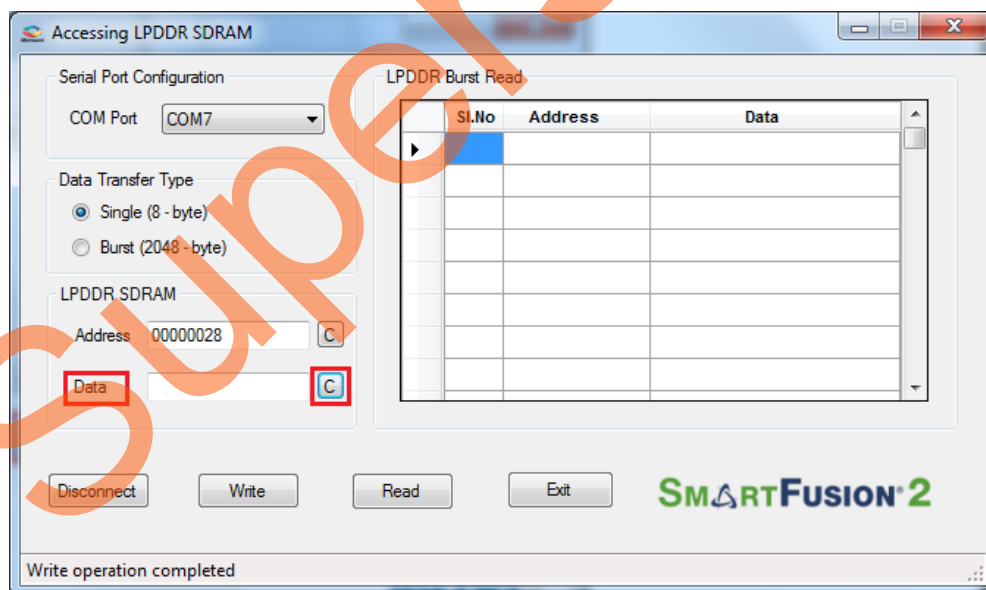 Accessing LPDDR SDRAM
Serial Port Configuration
COM Port COM7
Data Transfer Type
Single (8 - byte)
Burst (2048 - byte)
LPDDR SDRAM
Address 00000028 C
Data C
LPDDR Burst Read
Sl.No Address Data
Disconnect Write Read Exit
SMARTFUSION® 2
Write operation completed
Super